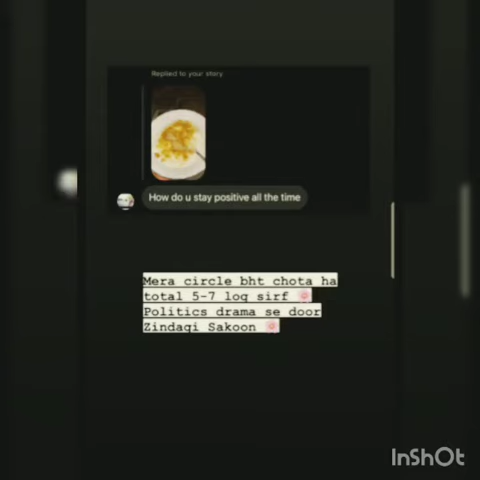 Replied to your story
How do u stay positive all the time
Mera circle bht chota ha
total 5-7 log sirf 🌸
Politics drama se door
Zindagi Sakoon 🌸
InShOt